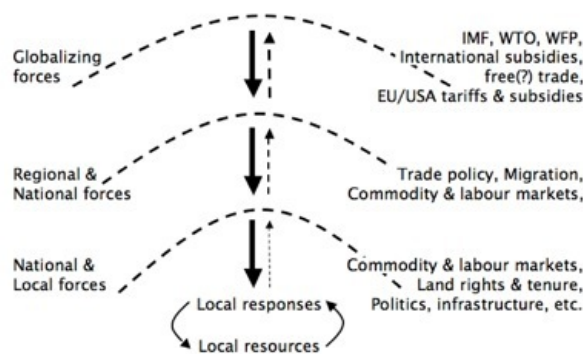 Globalizing
forces
IMF, WTO, WFP,
International subsidies,
free(?) trade,
EU/USA tariffs & subsidies
Regional &
National forces
Trade policy, Migration,
Commodity & labour markets,
National &
Local forces
Commodity & labour markets,
Land rights & tenure,
Politics, infrastructure, etc.
Local responses
Local resources